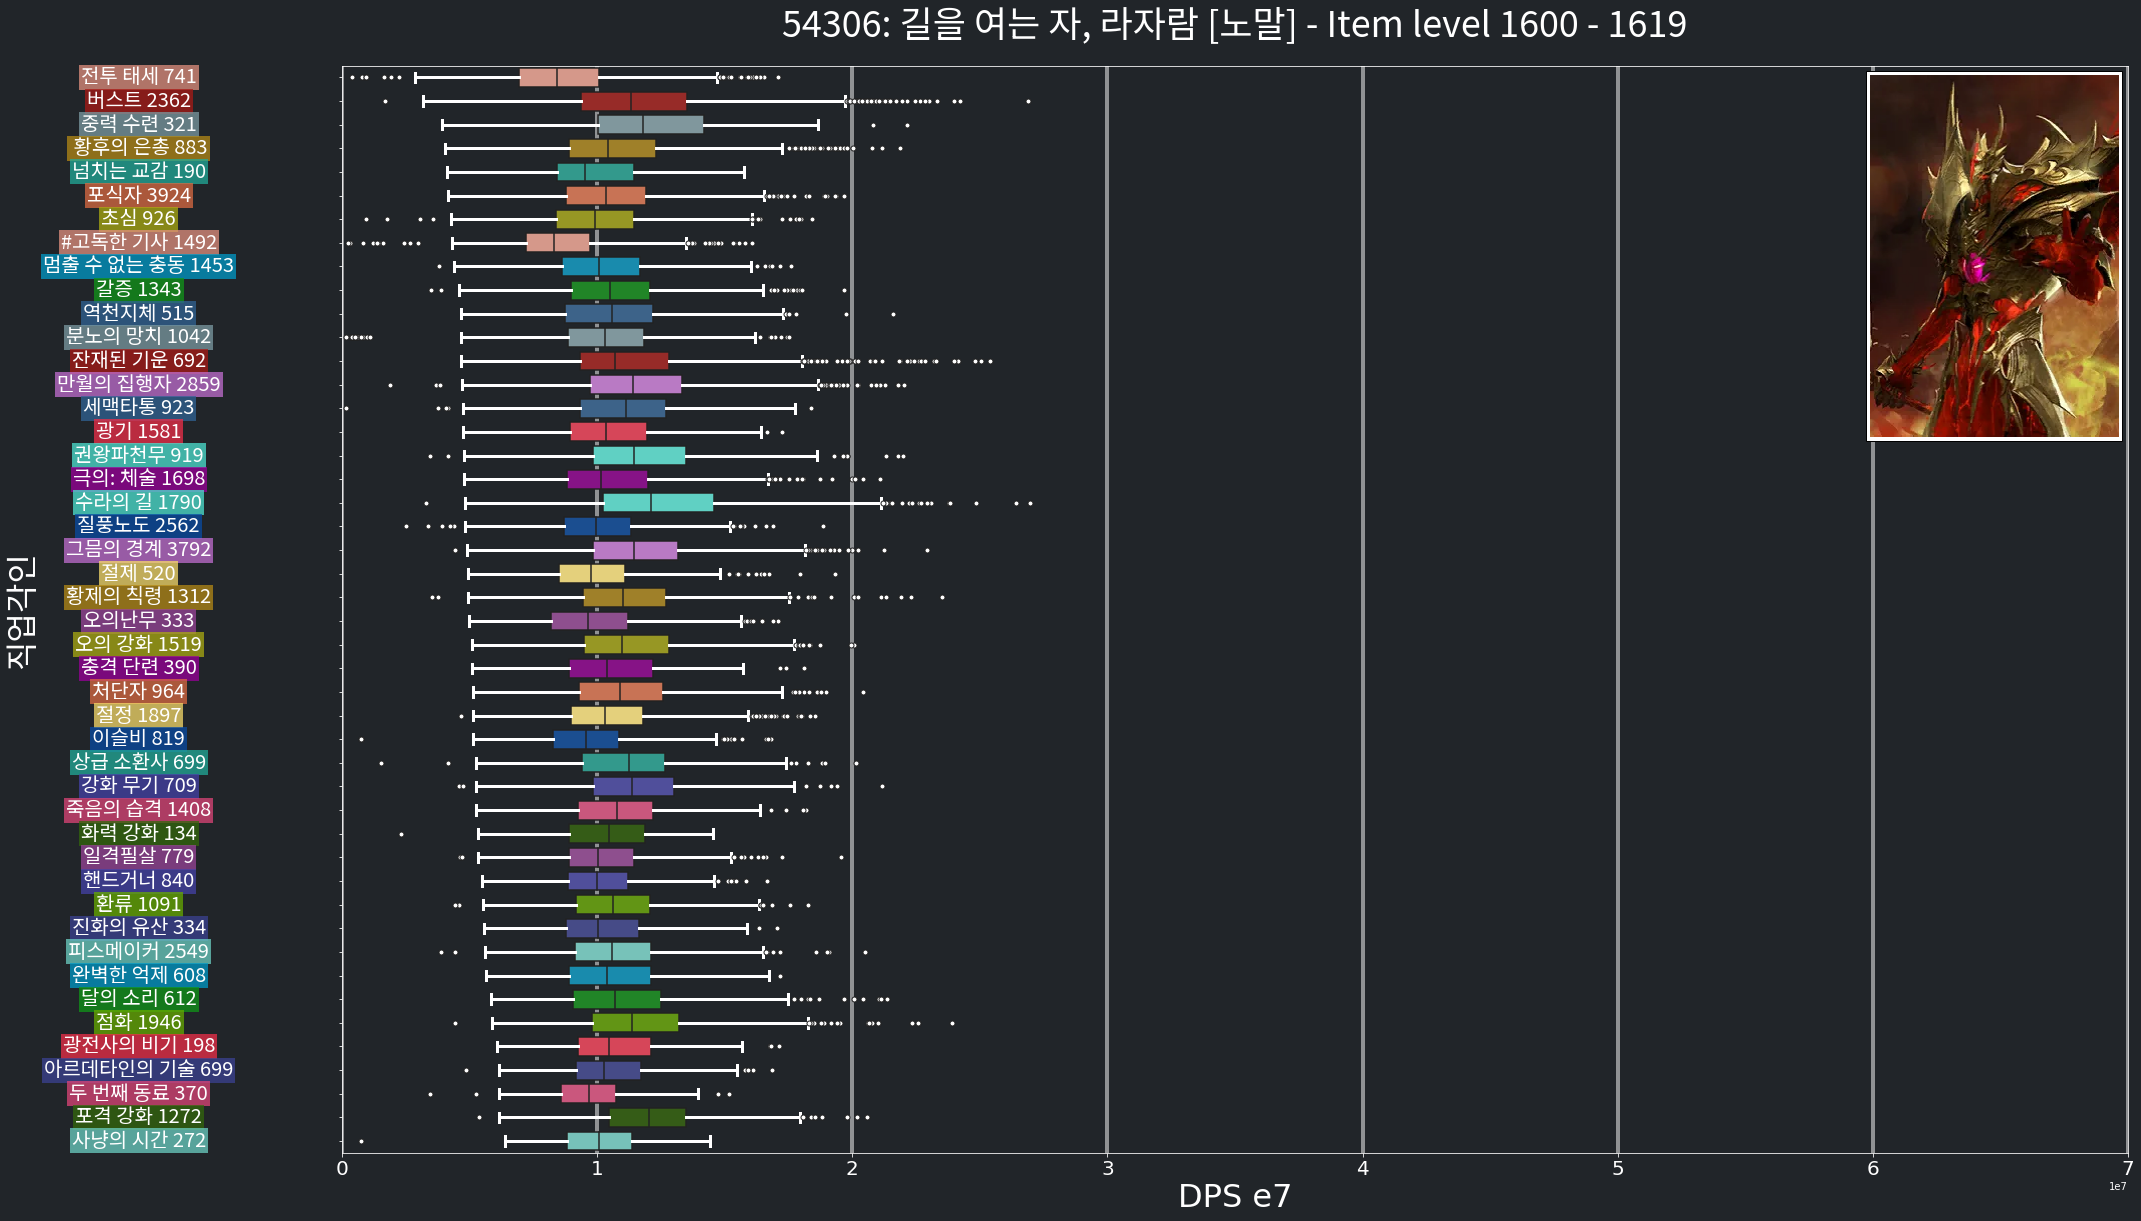 54306: 길을 여는 자, 라자람 [노말] - Item level 1600 - 1619
전투 태세 741
버스트 2362
중력 수련 321
황후의 은총 883
넘치는 교감 190
포식자 3924
초심 926
#고독한 기사 1492
멈출 수 없는 충동 1453
갈증 1343
역천지체 515
분노의 망치 1042
잔재된 기운 692
만월의 집행자 2859
세맥타통 923
광기 1581
권왕파천무 919
극의: 체술 1698
수라의 길 1790
질풍노도 2562
그믐의 경계 3792
절제 520
황제의 칙령 1312
오의난무 333
오의 강화 1519
충격 단련 390
처단자 964
절정 1897
이슬비 819
상급 소환사 699
강화 무기 709
죽음의 습격 1408
화력 강화 134
일격필살 779
핸드거너 840
환류 1091
진화의 유산 334
피스메이커 2549
완벽한 억제 608
달의 소리 612
점화 1946
광전사의 비기 198
아르데타인의 기술 699
두 번째 동료 370
포격 강화 1272
사냥의 시간 272
직업각인
0 1 2 3 4 5 6 7
DPS e7
1e7